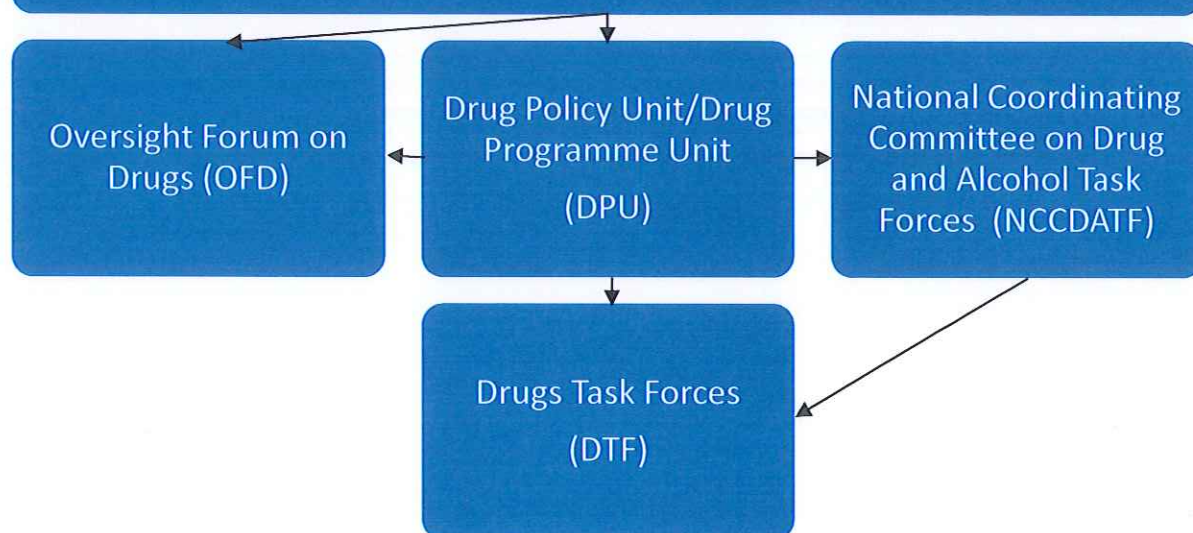 Oversight Forum on
Drugs (OFD)
Drug Policy Unit/Drug
Programme Unit
(DPU)
National Coordinating
Committee on Drug
and Alcohol Task
Forces (NCCDATF)
Drugs Task Forces
(DTF)